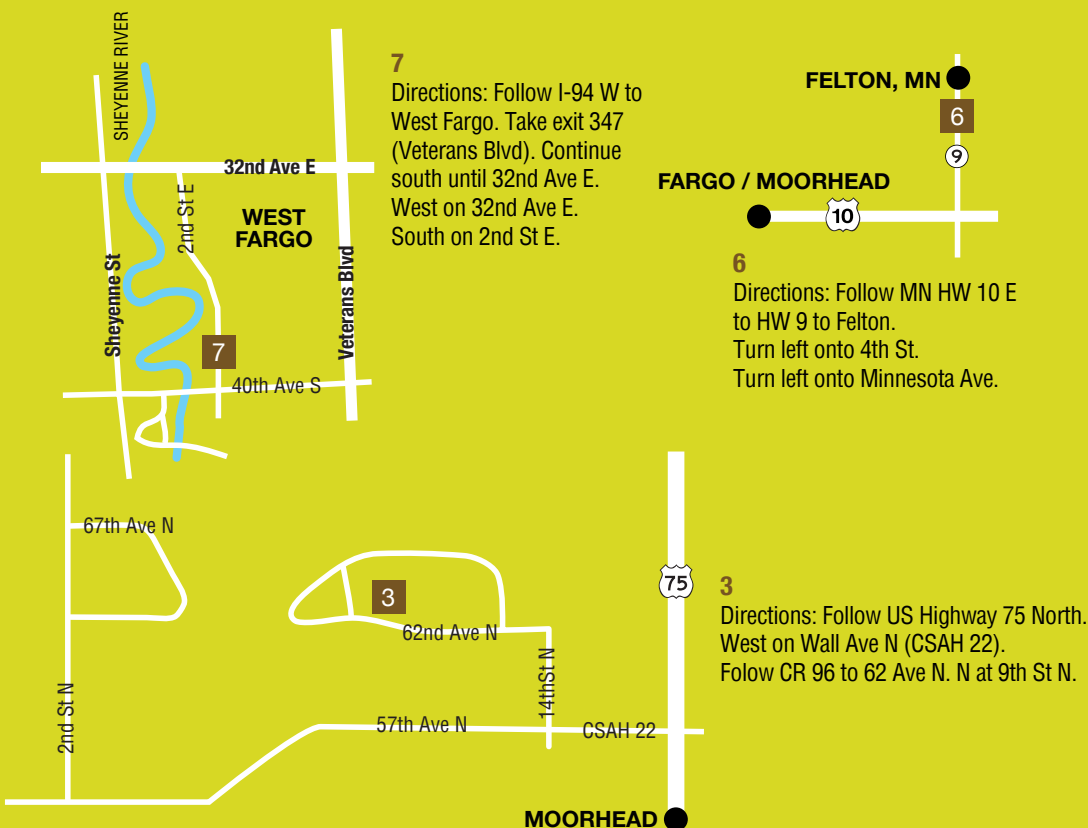 SHEYENNE RIVER
32nd Ave E
2nd St E
WEST
FARGO
Sheyenne St
Veterans Blvd
7
40th Ave S
7
Directions: Follow I-94 W to
West Fargo. Take exit 347
(Veterans Blvd). Continue
south until 32nd Ave E.
West on 32nd Ave E.
South on 2nd St E.
FELTON, MN
6
9
FARGO / MOORHEAD
10
6
Directions: Follow MN HW 10 E
to HW 9 to Felton.
Turn left onto 4th St.
Turn left onto Minnesota Ave.
67th Ave N
2nd St N
3
62nd Ave N
14thSt N
57th Ave N
CSAH 22
75
MOORHEAD
3
Directions: Follow US Highway 75 North.
West on Wall Ave N (CSAH 22).
Folow CR 96 to 62 Ave N. N at 9th St N.